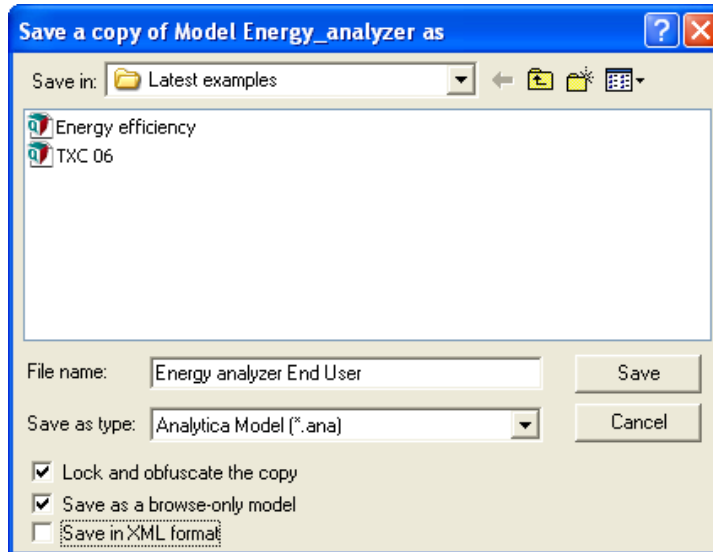 Save a copy of Model Energy_analyzer as
Save in: Latest examples
Energy efficiency
TXC 06
File name: Energy analyzer End User Save
Save as type: Analytica Model (*.ana) Cancel
Lock and obfuscate the copy
Save as a browse-only model
Save in XML format